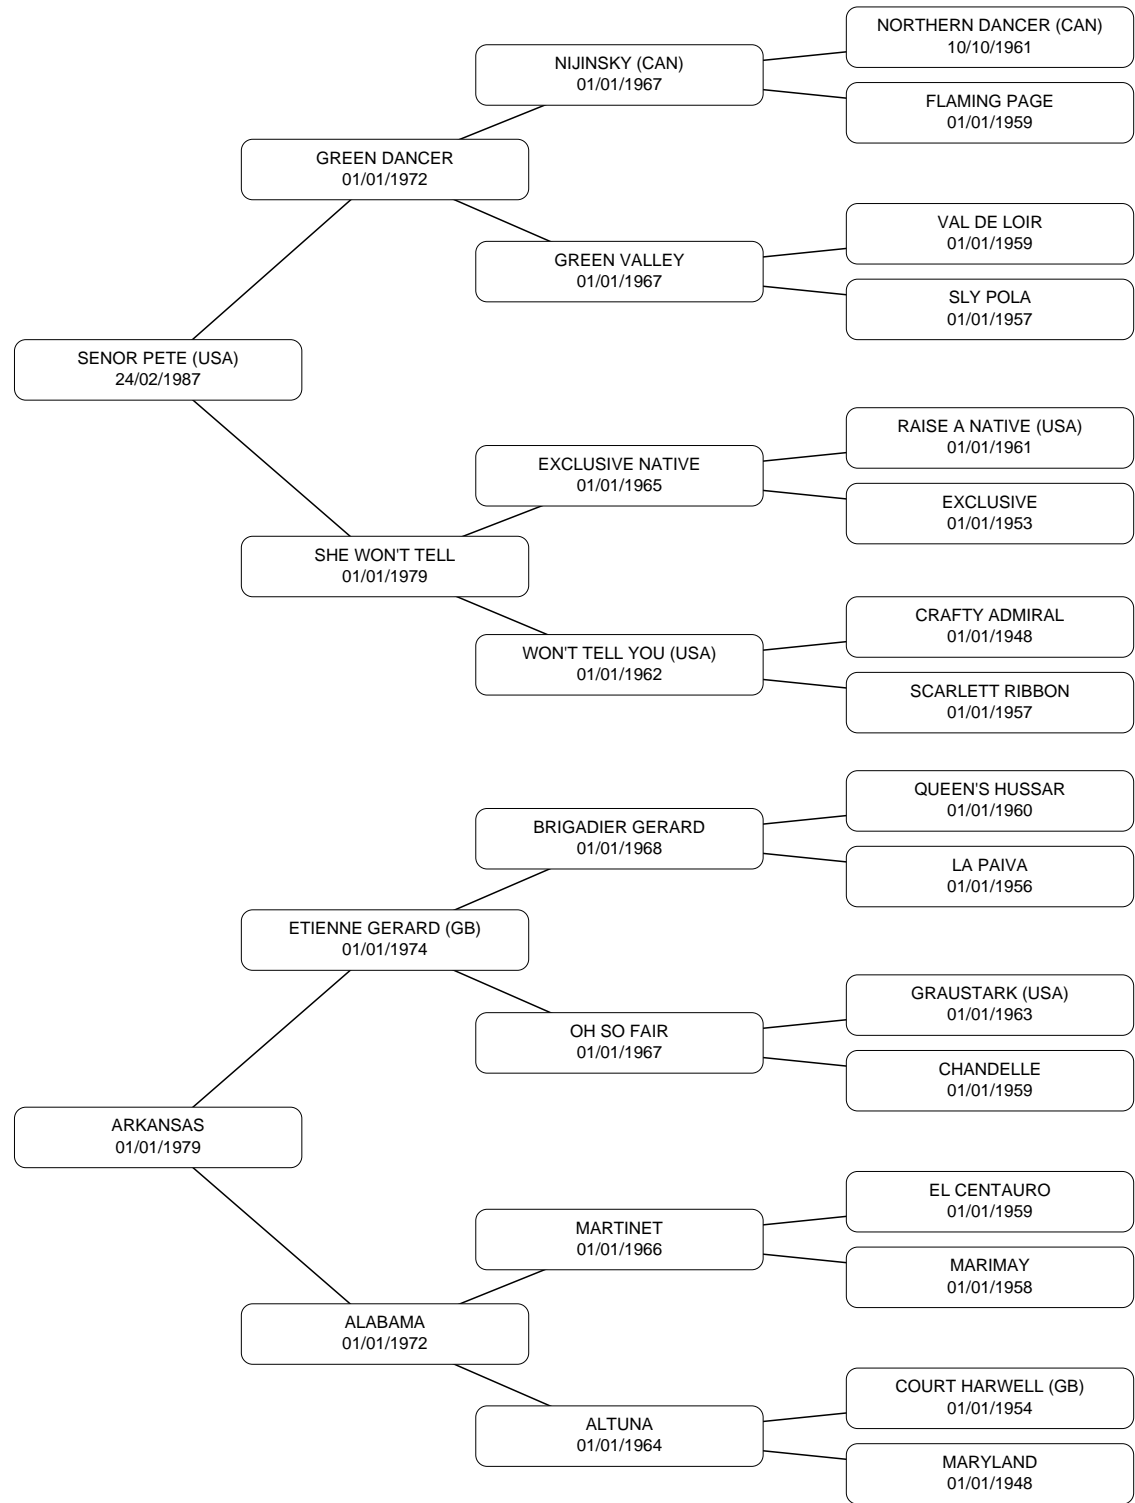 NORTHERN DANCER (CAN)
10/10/1961
NIJINSKY (CAN)
01/01/1967
FLAMING PAGE
01/01/1959
GREEN DANCER
01/01/1972
VAL DE LOIR
01/01/1959
GREEN VALLEY
01/01/1967
SLY POLA
01/01/1957
SENOR PETE (USA)
24/02/1987
RAISE A NATIVE (USA)
01/01/1961
EXCLUSIVE NATIVE
01/01/1965
EXCLUSIVE
01/01/1953
SHE WON'T TELL
01/01/1979
CRAFTY ADMIRAL
01/01/1948
WON'T TELL YOU (USA)
01/01/1962
SCARLETT RIBBON
01/01/1957
QUEEN'S HUSSAR
01/01/1960
BRIGADIER GERARD
01/01/1968
LA PAIVA
01/01/1956
ETIENNE GERARD (GB)
01/01/1974
GRAUSTARK (USA)
01/01/1963
OH SO FAIR
01/01/1967
CHANDELLE
01/01/1959
ARKANSAS
01/01/1979
EL CENTAURO
01/01/1959
MARTINET
01/01/1966
MARIMAY
01/01/1958
ALABAMA
01/01/1972
COURT HARWELL (GB)
01/01/1954
ALTUNA
01/01/1964
MARYLAND
01/01/1948